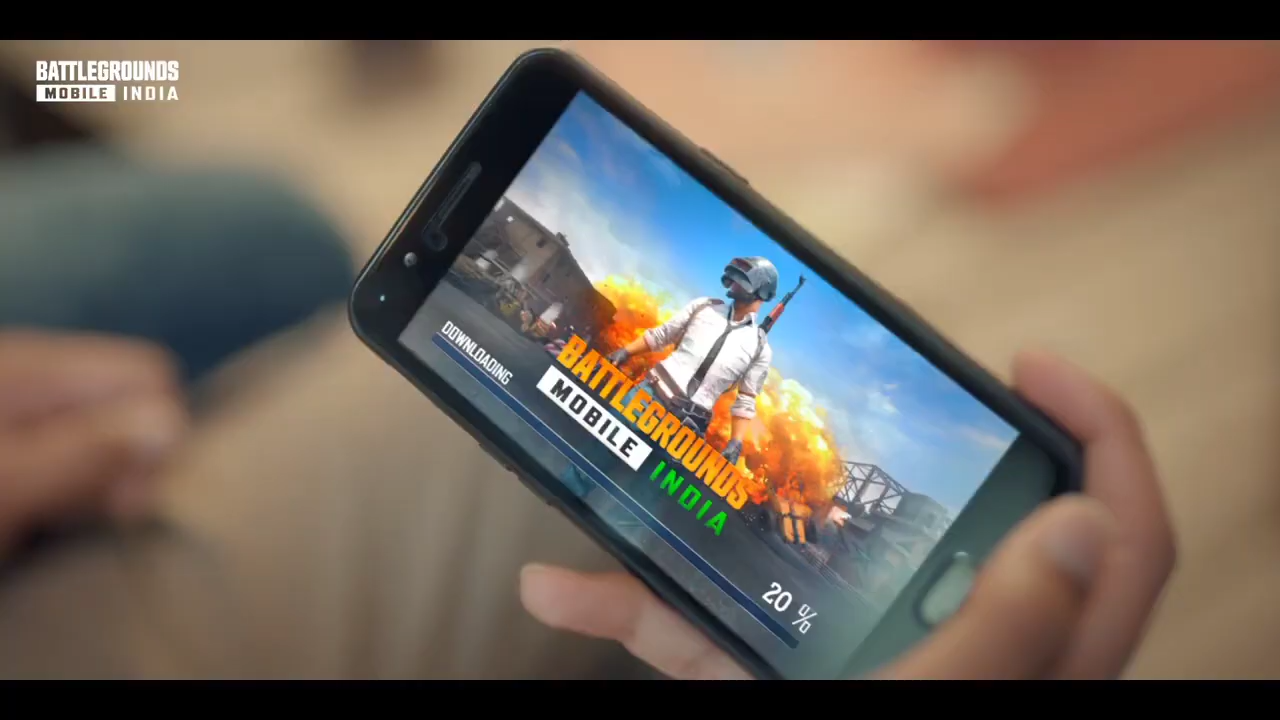 BATTLEGROUNDS
MOBILE INDIA
DOWNLOADING
BATTLEGROUNDS
MOBILE INDIA
20 %